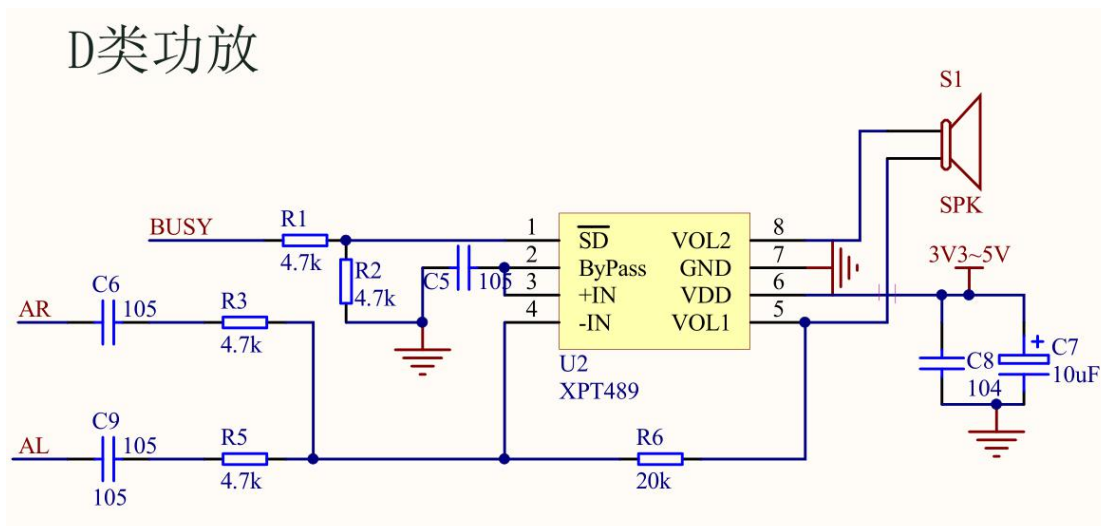 D类功放
S1
SPK
BUSY
R1
4.7k
R2
4.7k
C5
105
1
2
3
4
SD
ByPass
+IN
-IN
VOL2
GND
VDD
VOL1
8
7
6
5
U2
XPT489
3V3~5V
C6
AR
105
R3
4.7k
C8
104
+
C7
10uF
C9
AL
105
105
R5
4.7k
R6
20k